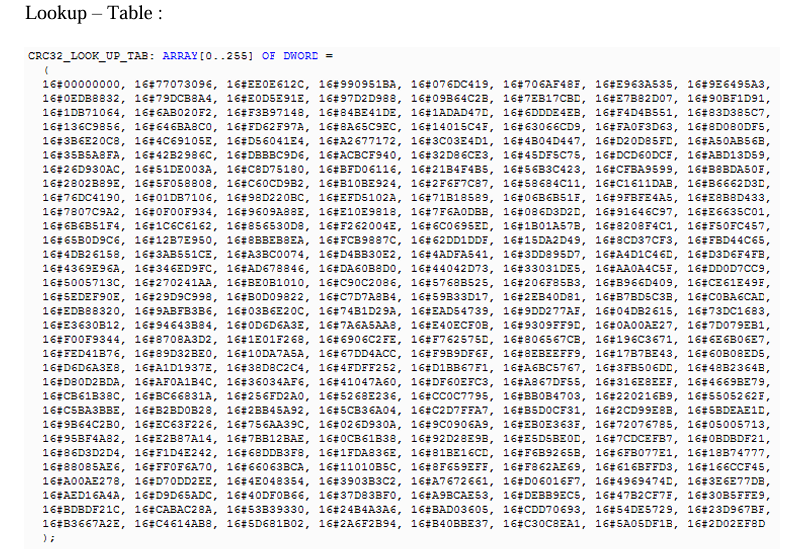 Lookup – Table :
CRC32_LOOK_UP_TAB: ARRAY[0..255] OF DWORD =
(
16#00000000, 16#77073096, 16#EE0E612C, 16#990951BA, 16#076DC419, 16#706AF48F, 16#E963A535, 16#9E6495A3,
16#0EDB8832, 16#79DCB8A4, 16#E0D5E91E, 16#97D2D988, 16#09B64C2B, 16#7EB17CBD, 16#E7B82D07, 16#90BF1D91,
16#1DB71064, 16#6AB020F2, 16#F3B97148, 16#84BE41DE, 16#1ADAD47D, 16#6DDDE4EB, 16#F4D4B551, 16#83D385C7,
16#136C9856, 16#646BA8C0, 16#FD62F97A, 16#8A65C9EC, 16#14015C4F, 16#63066CD9, 16#FA0F3D63, 16#8D080DF5,
16#3B6E20C8, 16#4C69105E, 16#D56041E4, 16#A2677172, 16#3C03E4D1, 16#4B04D447, 16#D20D85FD, 16#A50AB56B,
16#35B5A8FA, 16#42B2986C, 16#DBBBC9D6, 16#ACBCF940, 16#32D86CE3, 16#45DF5C75, 16#DCD60DCF, 16#ABD13D59,
16#26D930AC, 16#51DE003A, 16#C8D75180, 16#BFD06116, 16#21B4F4B5, 16#56B3C423, 16#CFBA9599, 16#B8BDA50F,
16#2802B89E, 16#5F058808, 16#C60CD9B2, 16#B10BE924, 16#2F6F7C87, 16#58684C11, 16#C1611DAB, 16#B6662D3D,
16#76DC4190, 16#01DB7106, 16#98D220BC, 16#EFD5102A, 16#71B18589, 16#06B6B51F, 16#9FBFE4A5, 16#E8B8D433,
16#7807C9A2, 16#0F00F934, 16#9609A88E, 16#E10E9818, 16#7F6A0DBB, 16#086D3D2D, 16#91646C97, 16#E6635C01,
16#6B6B51F4, 16#1C6C6162, 16#856530D8, 16#F262004E, 16#6C0695ED, 16#1B01A57B, 16#8208F4C1, 16#F50FC457,
16#65B0D9C6, 16#12B7E950, 16#8BBEB8EA, 16#FCB9887C, 16#62DD1DDF, 16#15DA2D49, 16#8CD37CF3, 16#FBD44C65,
16#4DB26158, 16#3AB551CE, 16#A3BC0074, 16#D4BB30E2, 16#4ADFA541, 16#3DD895D7, 16#A4D1C46D, 16#D3D6F4FB,
16#4369E96A, 16#346ED9FC, 16#AD678846, 16#DA60B8D0, 16#44042D73, 16#33031DE5, 16#AA0A4C5F, 16#DD0D7CC9,
16#5005713C, 16#270241AA, 16#BE0B1010, 16#C90C2086, 16#5768B525, 16#206F85B3, 16#B966D409, 16#CE61E49F,
16#5EDEF90E, 16#29D9C998, 16#B0D09822, 16#C7D7A8B4, 16#59B33D17, 16#2EB40D81, 16#B7BD5C3B, 16#C0BA6CAD,
16#EDB88320, 16#9ABFB3B6, 16#03B6E20C, 16#74B1D29A, 16#EAD54739, 16#9DD277AF, 16#04DB2615, 16#73DC1683,
16#E3630B12, 16#94643B84, 16#0D6D6A3E, 16#7A6A5AA8, 16#E40ECF0B, 16#9309FF9D, 16#0A00AE27, 16#7D079EB1,
16#F00F9344, 16#8708A3D2, 16#1E01F268, 16#6906C2FE, 16#F762575D, 16#806567CB, 16#196C3671, 16#6E6B06E7,
16#FED41B76, 16#89D32BE0, 16#10DA7A5A, 16#67DD4ACC, 16#F9B9DF6F, 16#8EBEEFF9, 16#17B7BE43, 16#60B08ED5,
16#D6D6A3E8, 16#A1D1937E, 16#38D8C2C4, 16#4FDFF252, 16#D1BB67F1, 16#A6BC5767, 16#3FB506DD, 16#48B2364B,
16#D80D2BDA, 16#AF0A1B4C, 16#36034AF6, 16#41047A60, 16#DF60EFC3, 16#A867DF55, 16#316E8EEF, 16#4669BE79,
16#CB61B38C, 16#BC66831A, 16#256FD2A0, 16#5268E236, 16#CC0C7795, 16#BB0B4703, 16#220216B9, 16#5505262F,
16#C5BA3BBE, 16#B2BD0B28, 16#2BB45A92, 16#5CB36A04, 16#C2D7FFA7, 16#B5D0CF31, 16#2CD99E8B, 16#5BDEAE1D,
16#9B64C2B0, 16#EC63F226, 16#756AA39C, 16#026D930A, 16#9C0906A9, 16#EB0E363F, 16#72076785, 16#05005713,
16#95BF4A82, 16#E2B87A14, 16#7BB12BAE, 16#0CB61B38, 16#92D28E9B, 16#E5D5BE0D, 16#7CDCEFB7, 16#0BDBDF21,
16#86D3D2D4, 16#F1D4E242, 16#68DDB3F8, 16#1FDA836E, 16#81BE16CD, 16#F6B9265B, 16#6FB077E1, 16#18B74777,
16#88085AE6, 16#FF0F6A70, 16#66063BCA, 16#11010B5C, 16#8F659EFF, 16#F862AE69, 16#616BFFD3, 16#166CCF45,
16#A00AE278, 16#D70DD2EE, 16#4E048354, 16#3903B3C2, 16#A7672661, 16#D06016F7, 16#4969474D, 16#3E6E77DB,
16#AED16A4A, 16#D9D65ADC, 16#40DF0B66, 16#37D83BF0, 16#A9BCAE53, 16#DEBB9EC5, 16#47B2CF7F, 16#30B5FFE9,
16#BDBDF21C, 16#CABAC28A, 16#53B39330, 16#24B4A3A6, 16#BAD03605, 16#CDD70693, 16#54DE5729, 16#23D967BF,
16#B3667A2E, 16#C4614AB8, 16#5D681B02, 16#2A6F2B94, 16#B40BBE37, 16#C30C8EA1, 16#5A05DF1B, 16#2D02EF8D
);